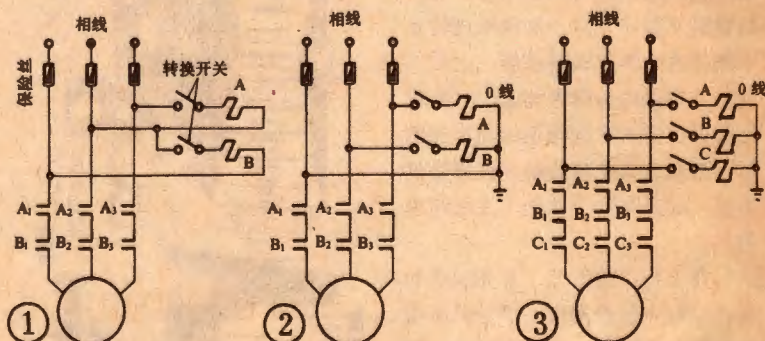 相线
保险丝
转换开关
A
B
A₁ A₂ A₃
B₁ B₂ B₃
①
相线
0 线
A
B
A₁ A₂ A₃
B₁ B₂ B₃
②
相线
A
0 线
B
C
A₁ A₂ A₃
B₁ B₂ B₃
C₁ C₂ C₃
③